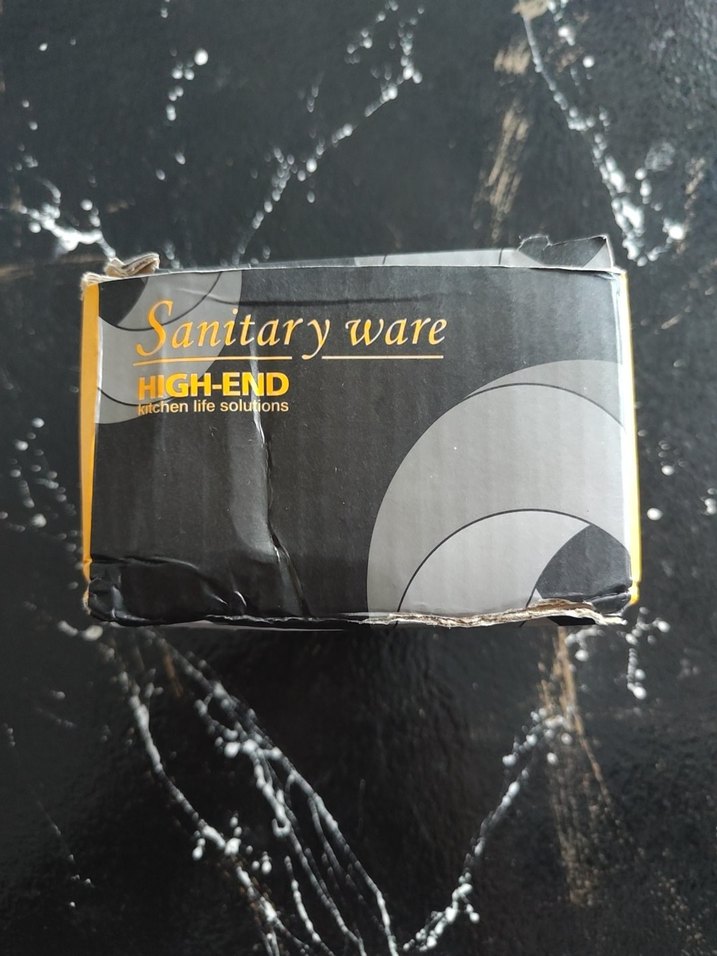 Sanitary ware
HIGH-END
kitchen life solutions